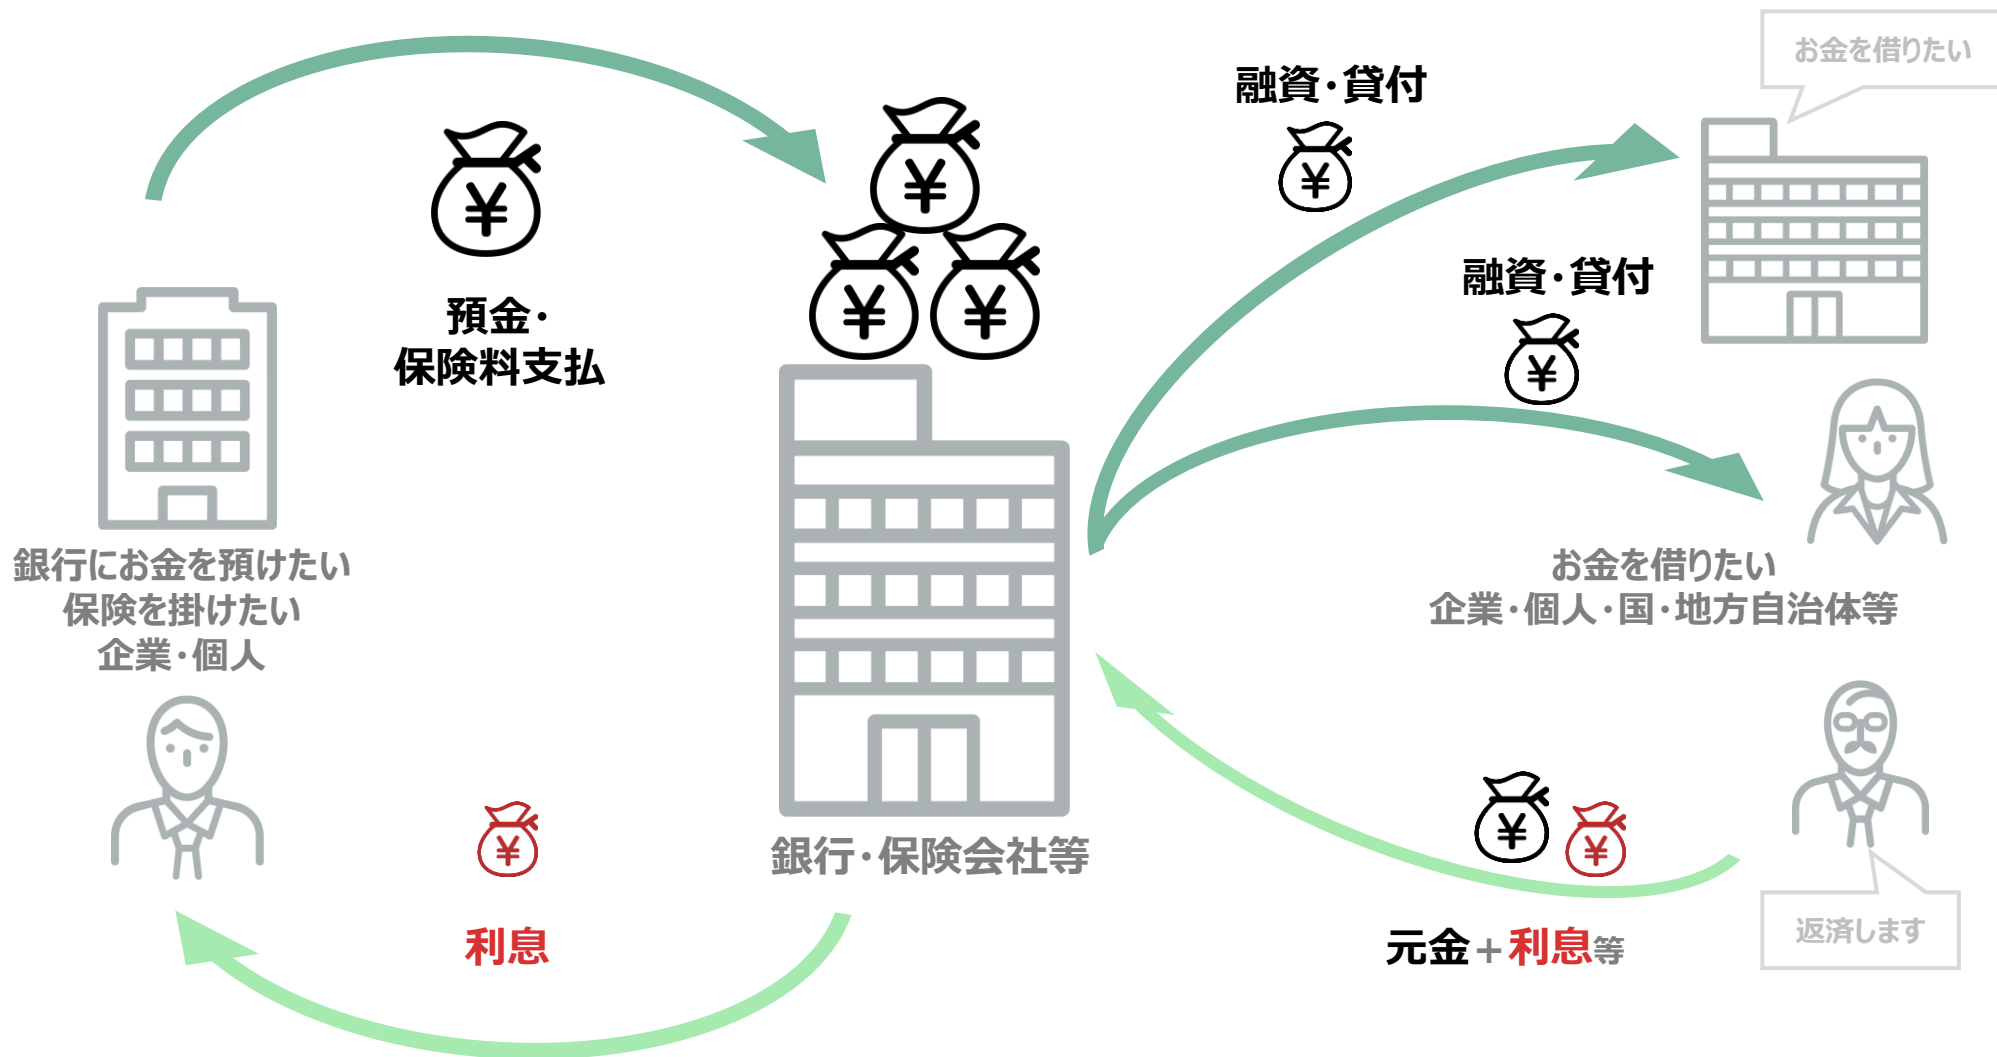 お金を借りたい
融資・貸付
¥
¥
¥
融資・貸付
¥
¥
¥
預金・
保険料支払
¥
銀行にお金を預けたい
保険を掛けたい
企業・個人
お金を借りたい
企業・個人・国・地方自治体等
¥
¥
¥
銀行・保険会社等
利息
元金+利息等
返済します